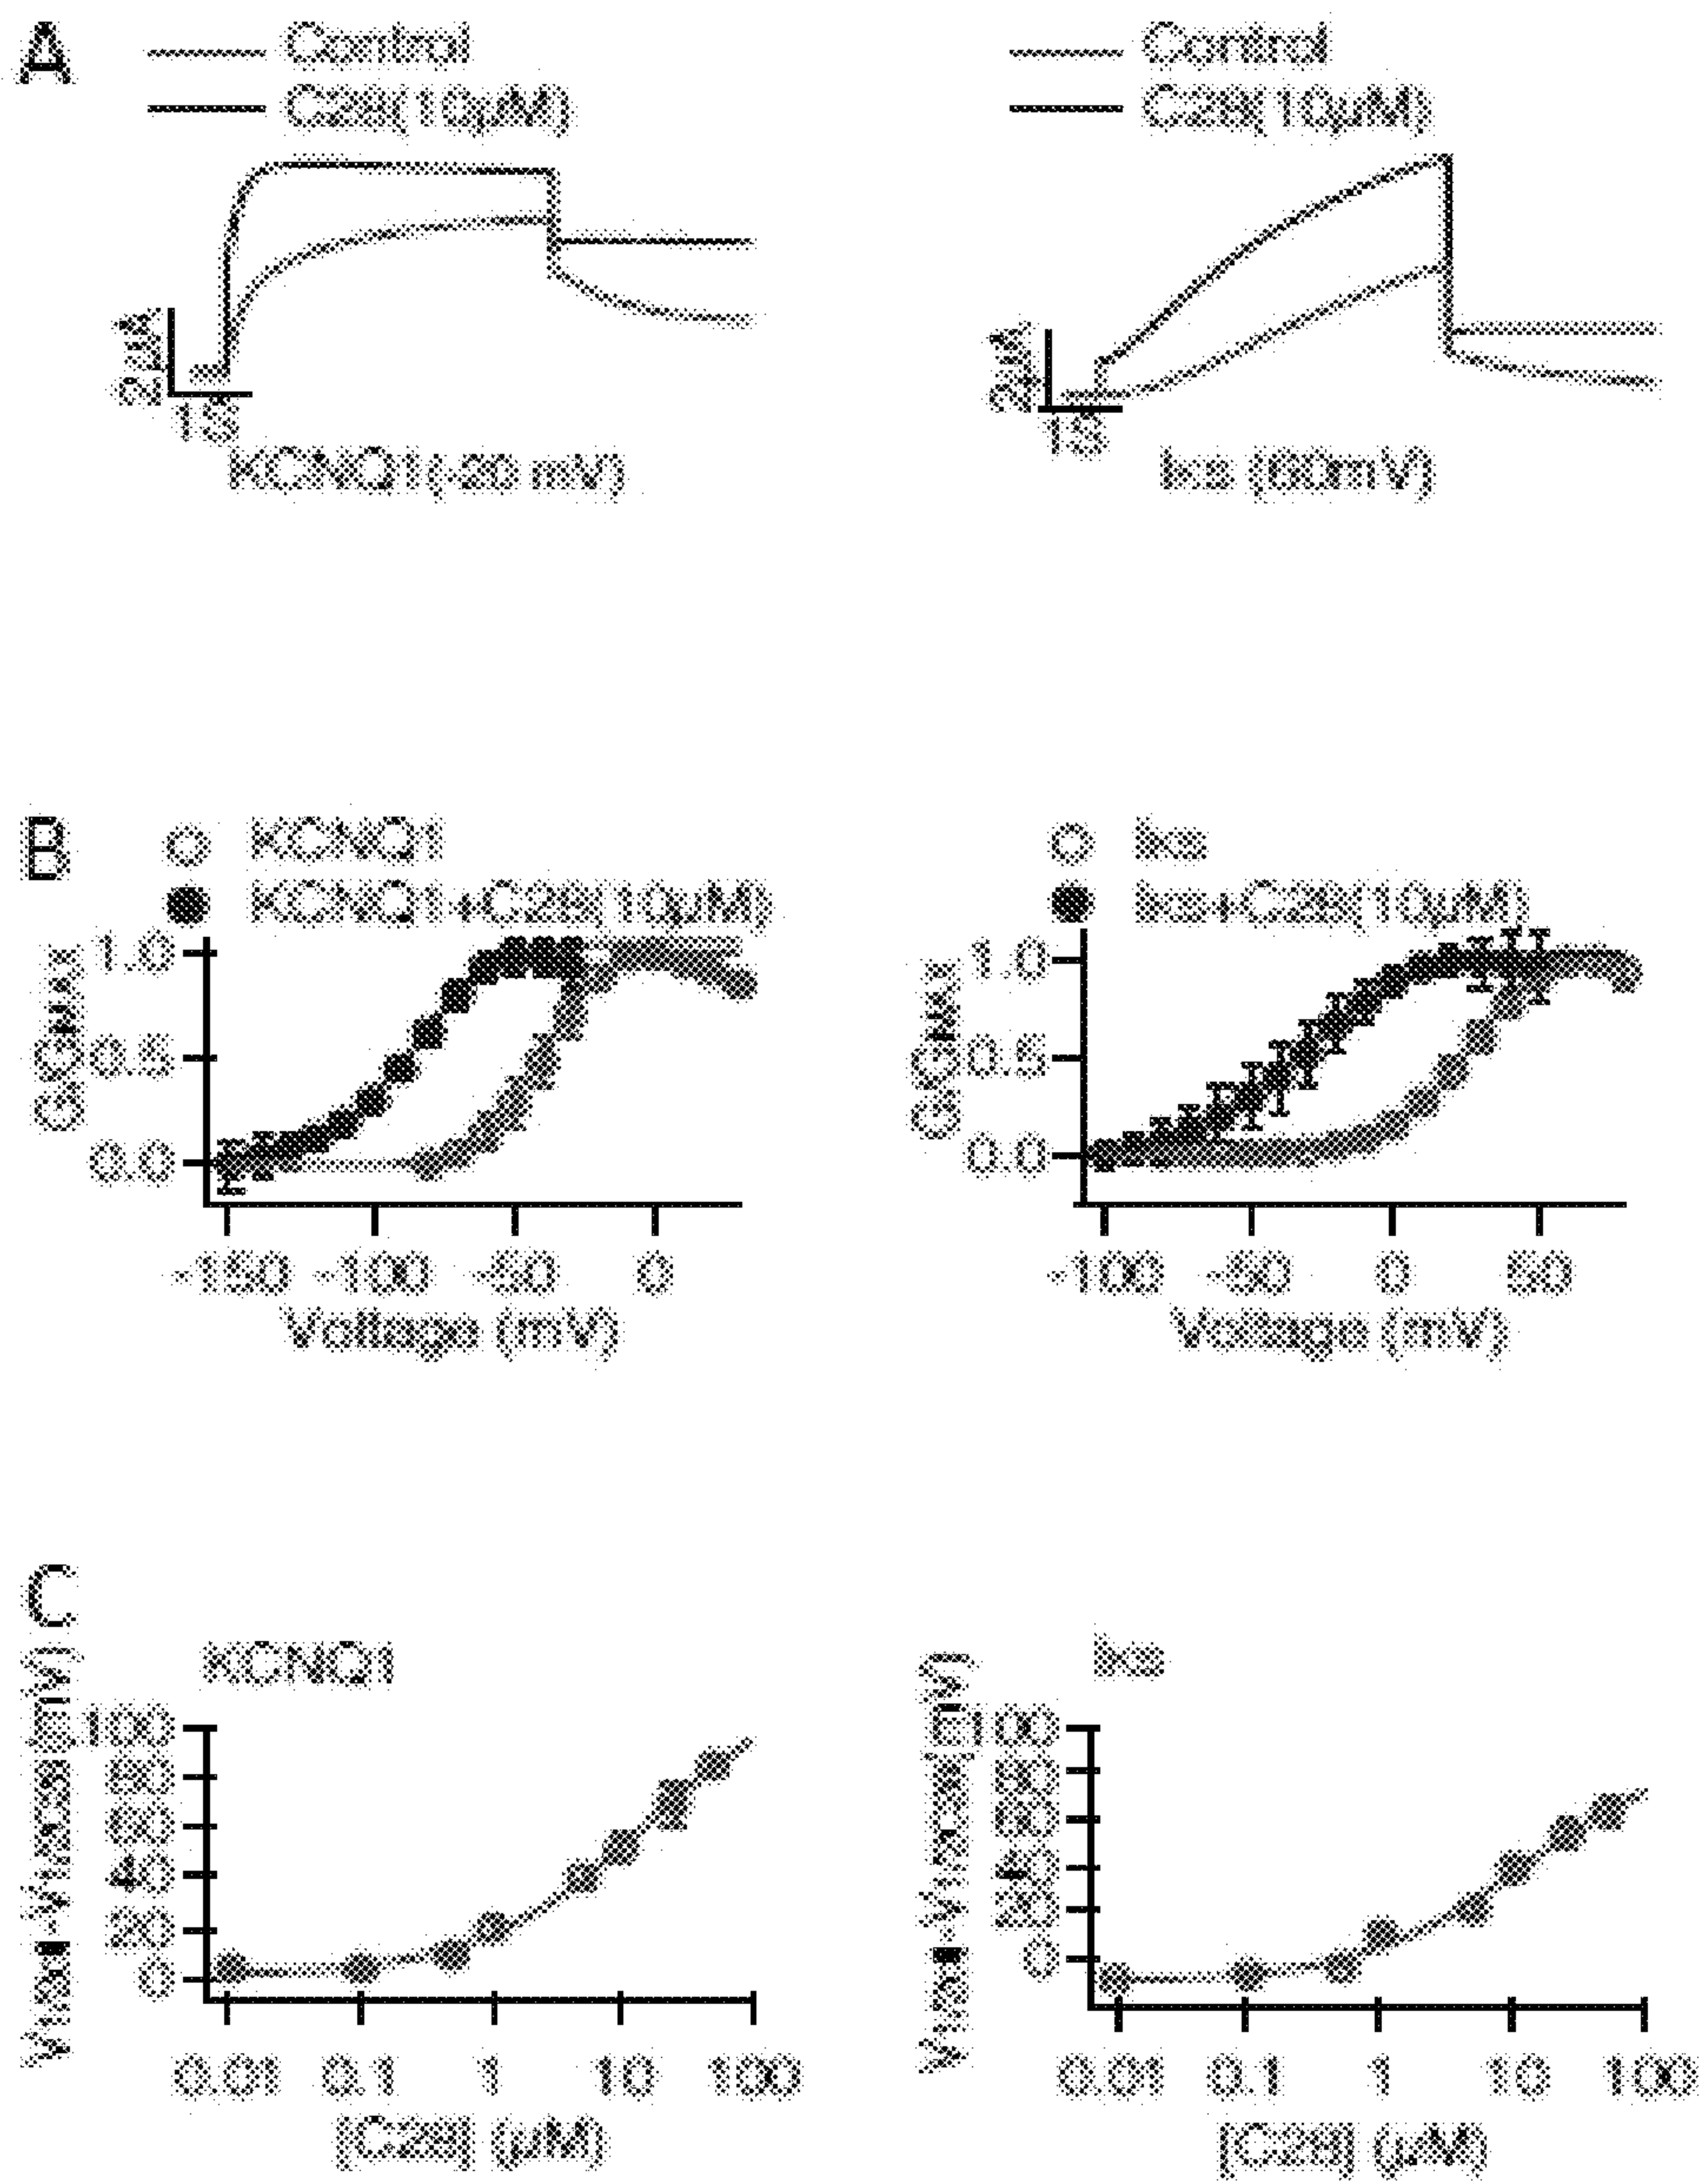 A
Control
C28(10µM)
2µA
1S
KCNQ1(-20 mV)
Control
C28(10µM)
2µA
1S
Iks (60mV)
B
KCNQ1
KCNQ1+C28(10µM)
G/Gmax
1.0
0.5
0.0
-150 -100 -50 0
Voltage (mV)
Iks
Iks+C28(10µM)
G/Gmax
1.0
0.5
0.0
-100 -50 0 50
Voltage (mV)
C
KCNQ1
100
80
60
40
20
0
0.01 0.1 1 10 100
[C28] (µM)
Iks
100
80
60
40
20
0
0.01 0.1 1 10 100
[C28] (µM)